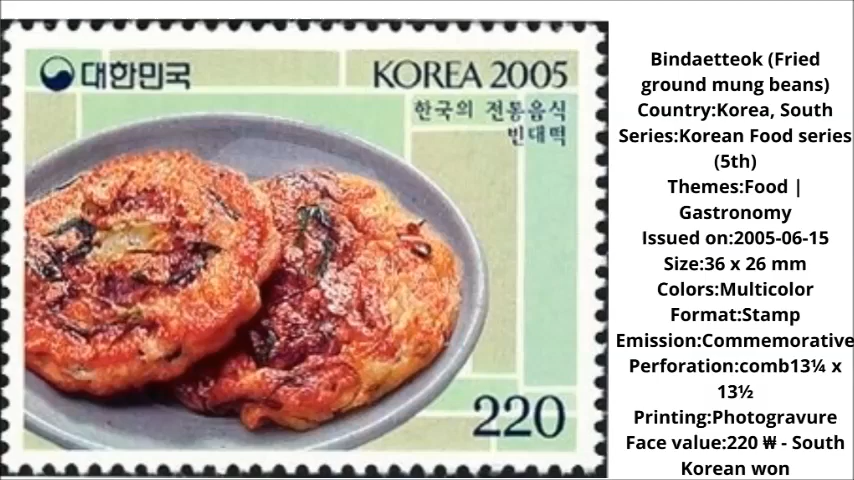 대한민국
KOREA 2005
한국의 전통음식
빈대떡
220
Bindaetteok (Fried
ground mung beans)
Country:Korea, South
Series:Korean Food series
(5th)
Themes:Food |
Gastronomy
Issued on:2005-06-15
Size:36 x 26 mm
Colors:Multicolor
Format:Stamp
Emission:Commemorative
Perforation:comb13¼ x
13½
Printing:Photogravure
Face value:220 ₩ - South
Korean won